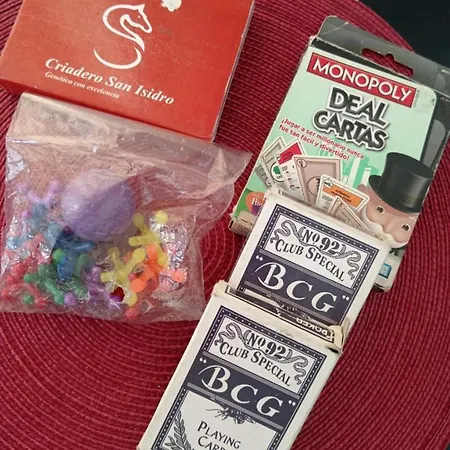 Criadero San Isidro
Genética con excelencia
MONOPOLY
DEAL
CARTAS
¡Jugar a ser millonario nunca
fue tan fácil y divertido!
No 92
CLUB SPECIAL
"BCG"
No 92
CLUB SPECIAL
"BCG"
PLAYING